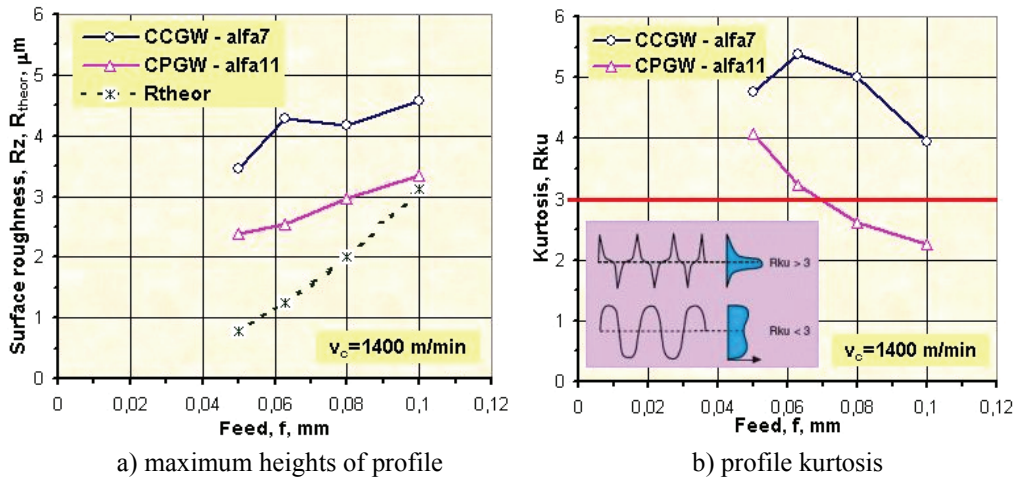 CCGW - alfa7
CPGW - alfa11
Rtheor
Surface roughness, Rz, R_theor, μm
6
5
4
3
2
1
0
v_c=1400 m/min
0 0,02 0,04 0,06 0,08 0,1 0,12
Feed, f, mm
a) maximum heights of profile
CCGW - alfa7
CPGW - alfa11
Kurtosis, Rku
6
5
4
3
2
1
0
Rku > 3
Rku < 3
v_c=1400 m/min
0 0,02 0,04 0,06 0,08 0,1 0,12
Feed, f, mm
b) profile kurtosis